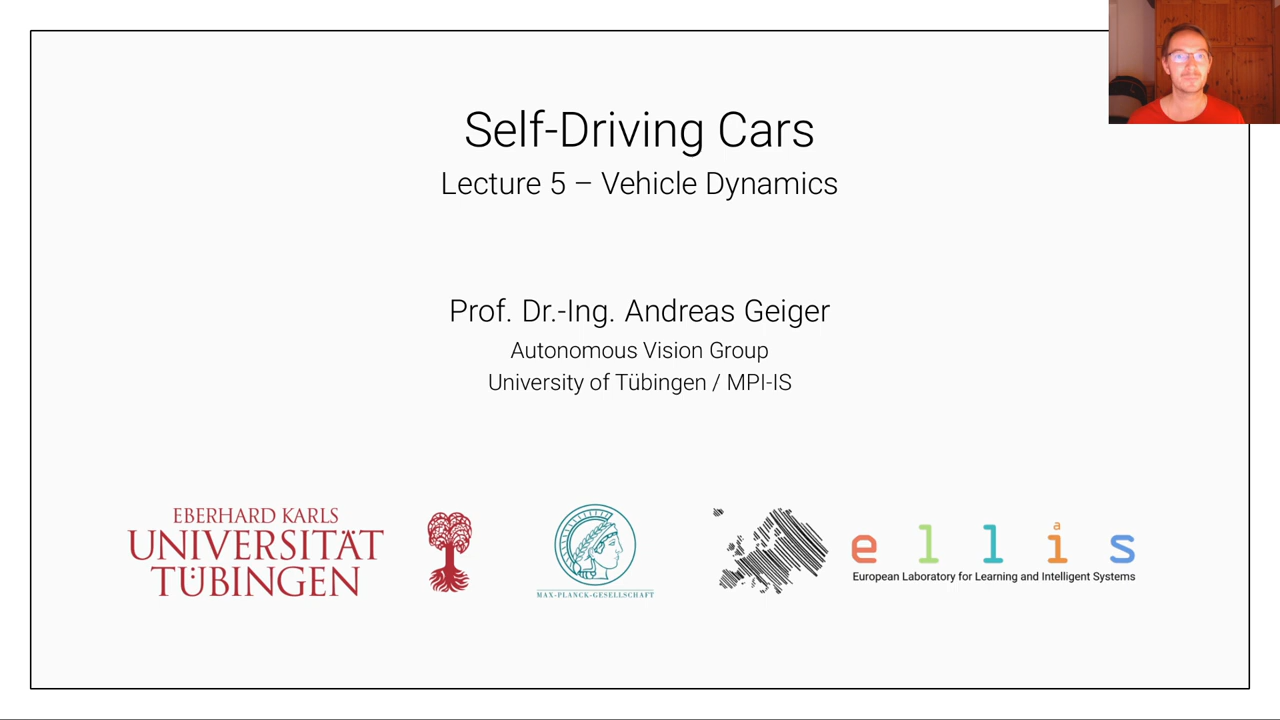 Self-Driving Cars
Lecture 5 – Vehicle Dynamics
Prof. Dr.-Ing. Andreas Geiger
Autonomous Vision Group
University of Tübingen / MPI-IS
EBERHARD KARLS
UNIVERSITÄT
TÜBINGEN
MAX-PLANCK-GESELLSCHAFT
a
e l l i s
European Laboratory for Learning and Intelligent Systems